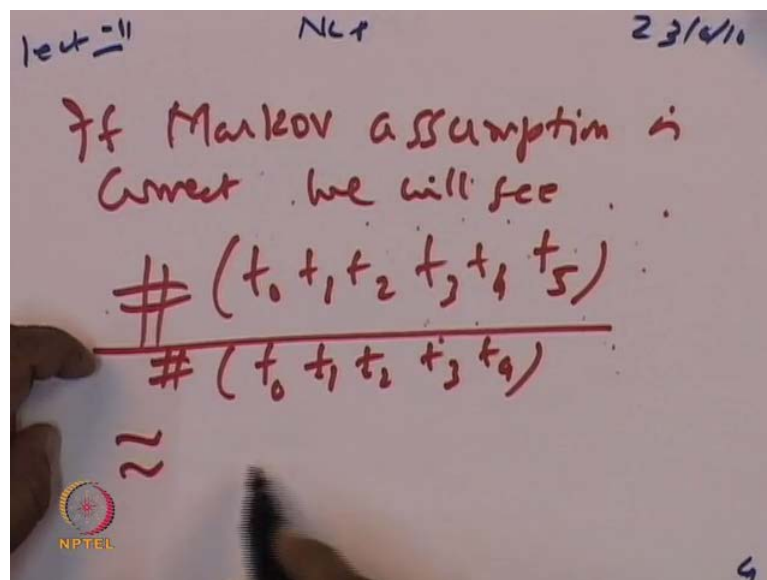 lect-11 NLP 23/8/10
If Markov assumption is
correct we will see . .
# (t₀ t₁ t₂ t₃ t₄ t₅)
# (t₀ t₁ t₂ t₃ t₄)
≈
NPTEL